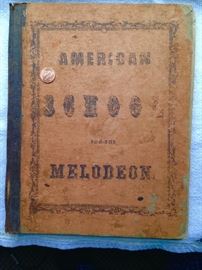 AMERICAN
SCHOOL
FOR THE
MELODEON.